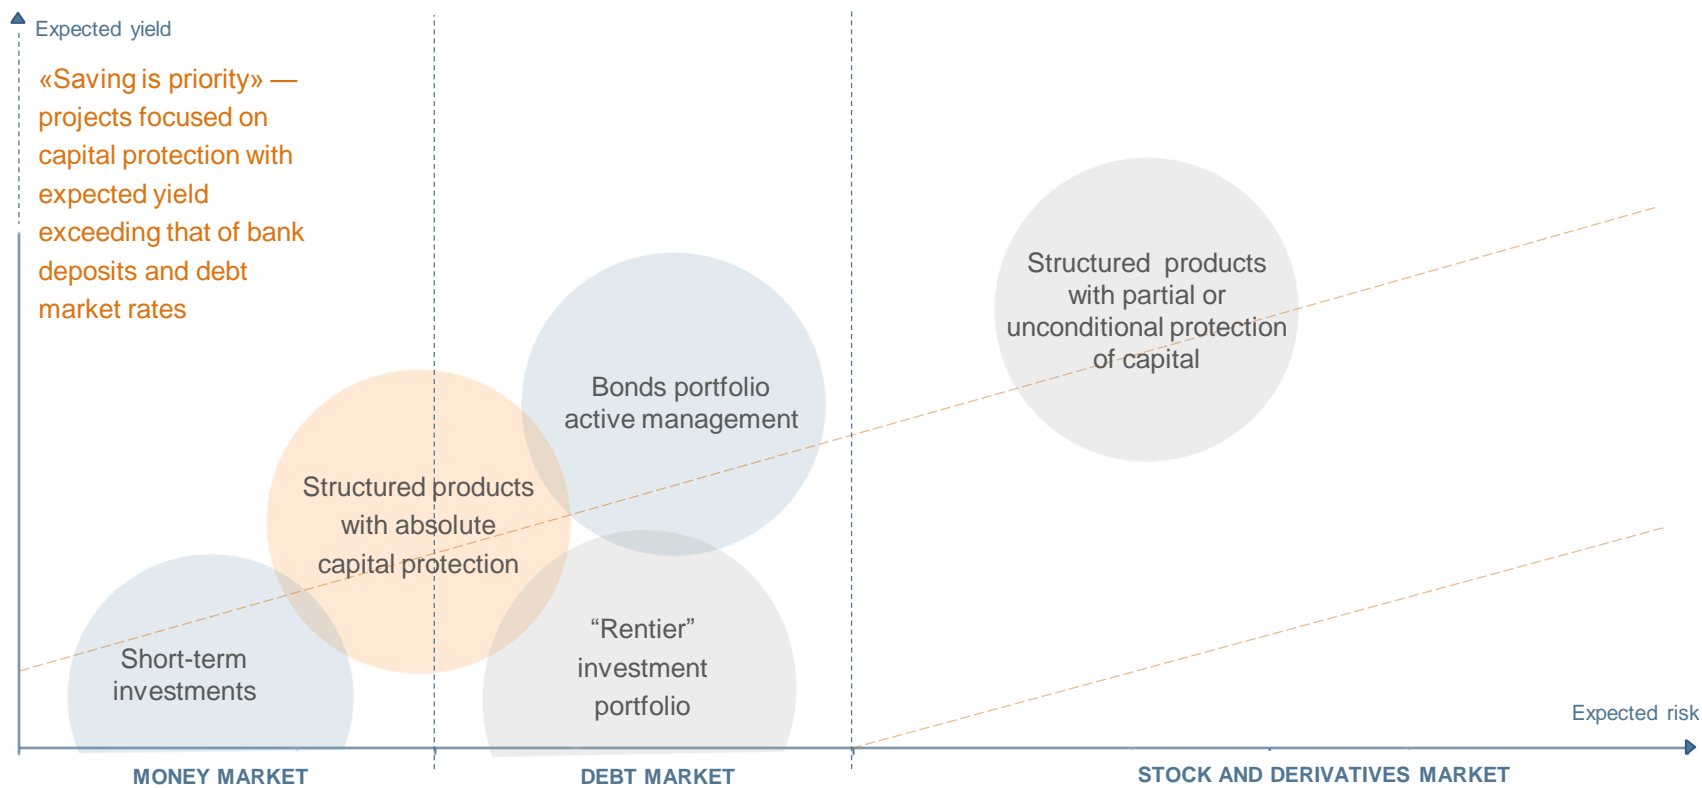 Expected yield
«Saving is priority» —
projects focused on
capital protection with
expected yield
exceeding that of bank
deposits and debt
market rates
Structured products
with partial or
unconditional protection
of capital
Bonds portfolio
active management
Structured products
with absolute
capital protection
“Rentier”
investment
portfolio
Short-term
investments
Expected risk
MONEY MARKET
DEBT MARKET
STOCK AND DERIVATIVES MARKET